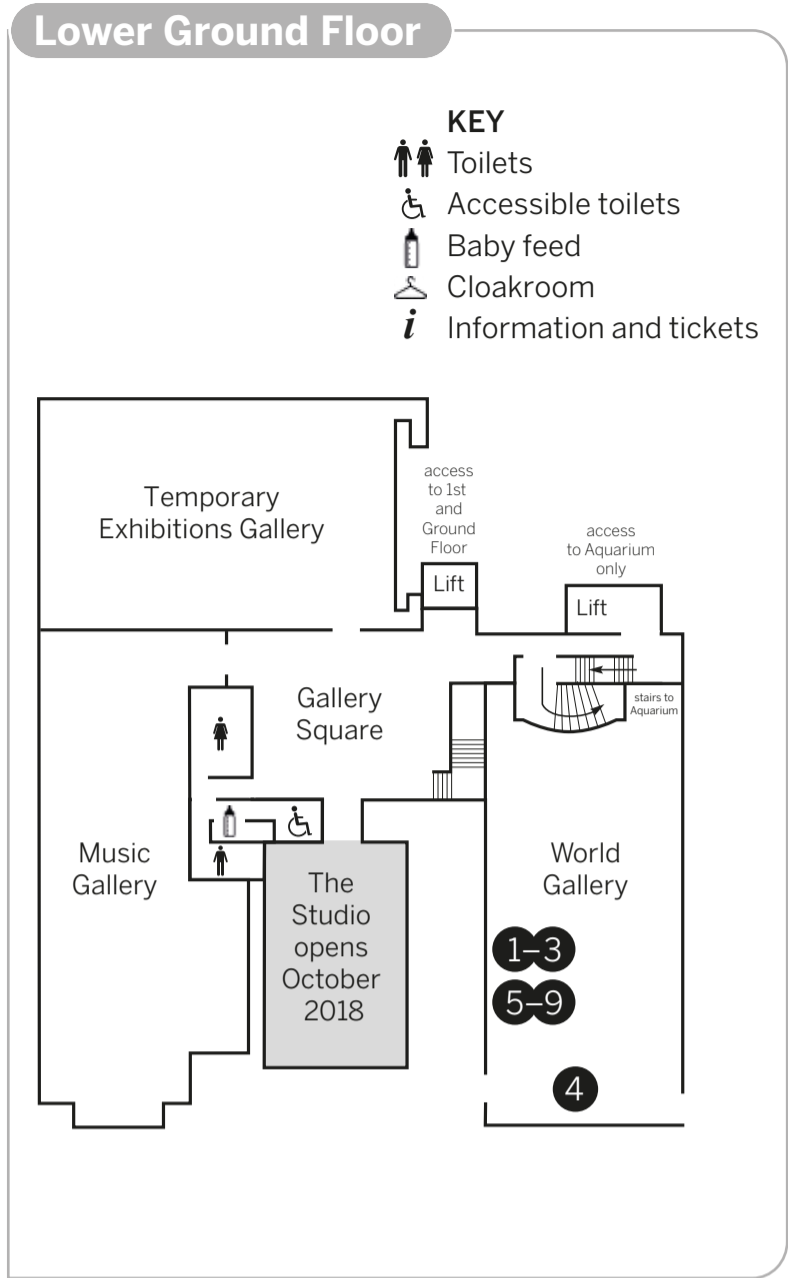 Lower Ground Floor
KEY
Toilets
Accessible toilets
Baby feed
Cloakroom
i Information and tickets
access
to 1st
and
Ground
Floor
Lift
access
to Aquarium
only
Lift
Temporary
Exhibitions Gallery
Gallery
Square
stairs to
Aquarium
Music
Gallery
The
Studio
opens
October
2018
World
Gallery
1–3
5–9
4